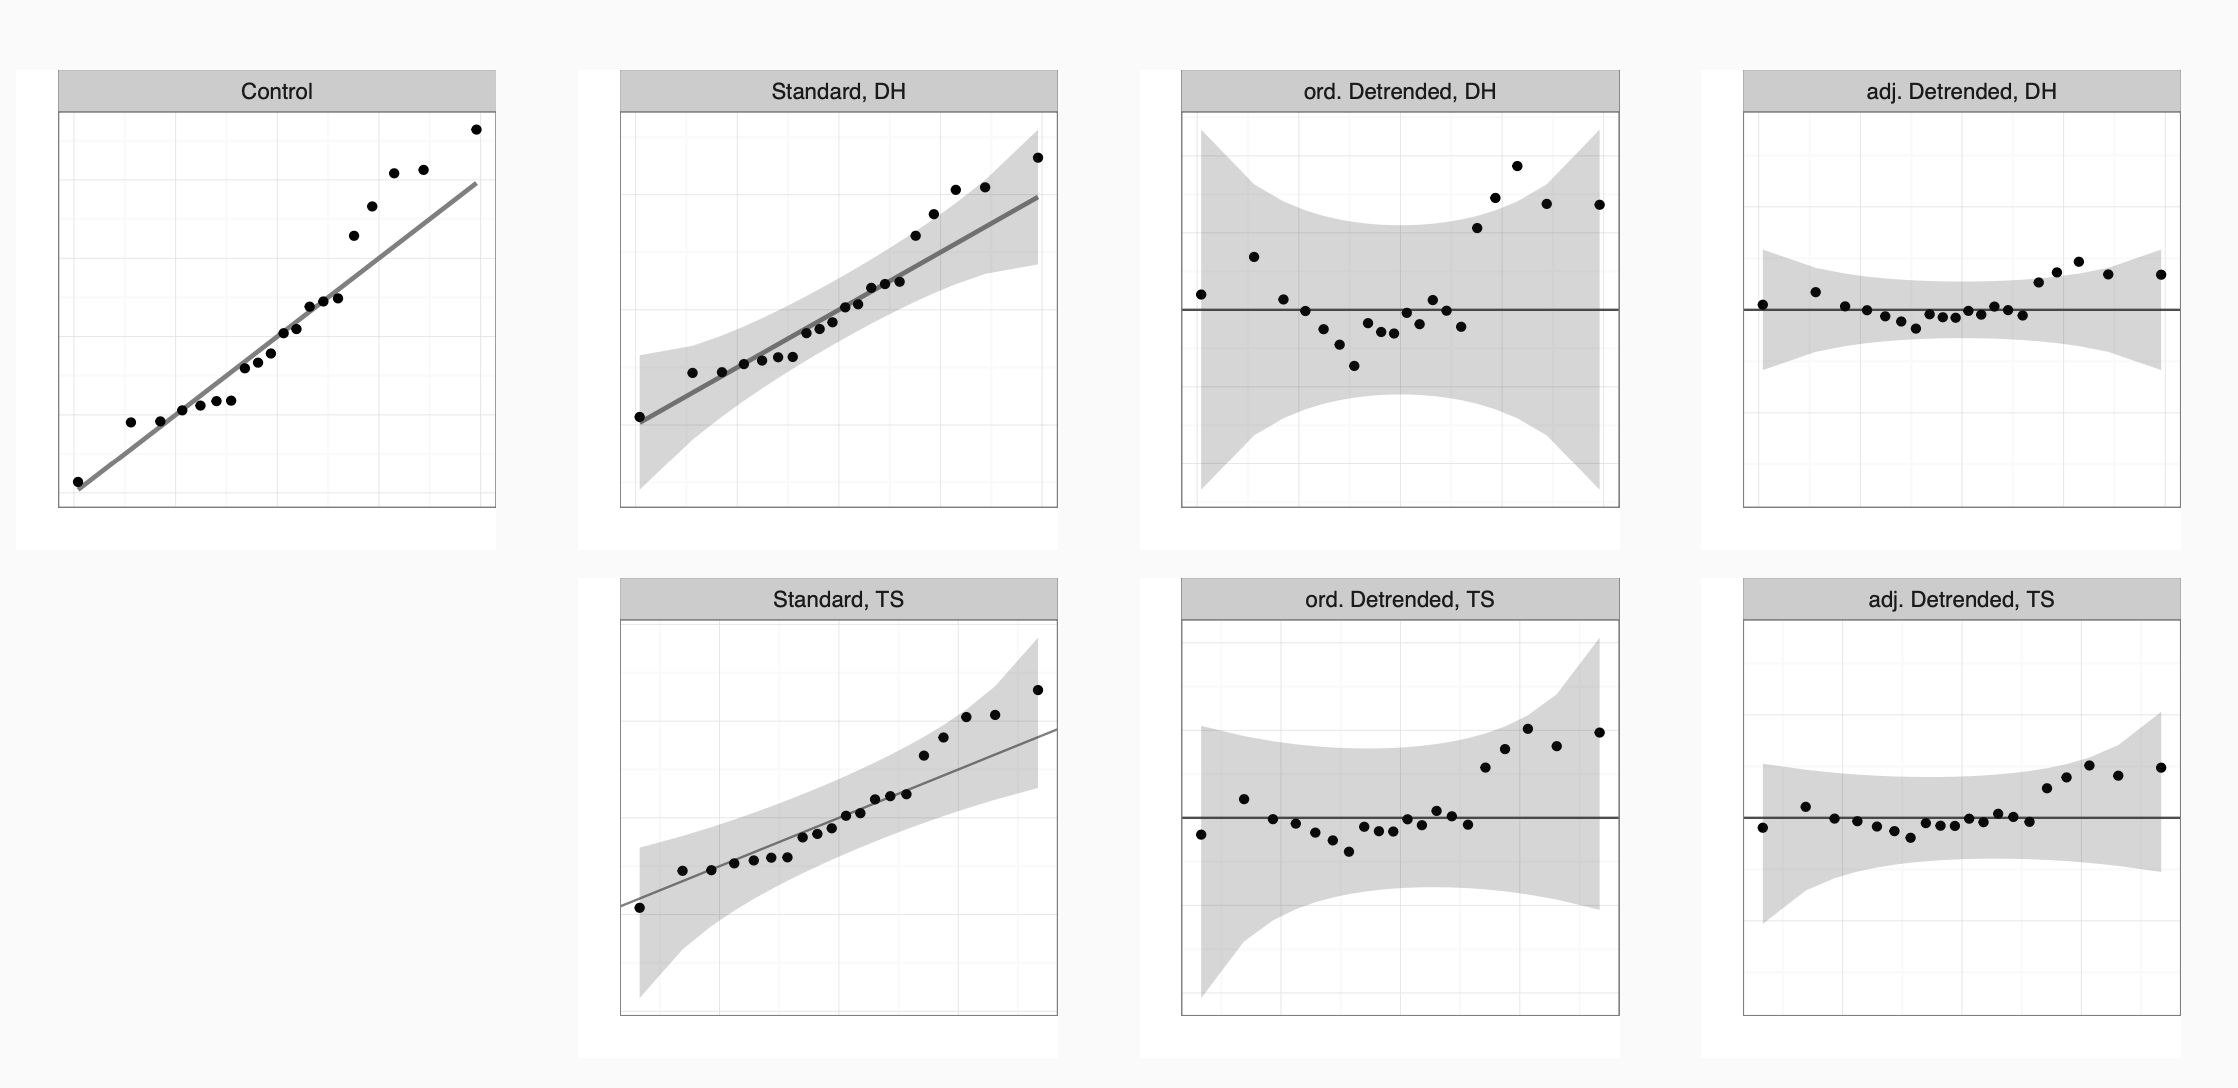 Control
Standard, DH
ord. Detrended, DH
adj. Detrended, DH
Standard, TS
ord. Detrended, TS
adj. Detrended, TS